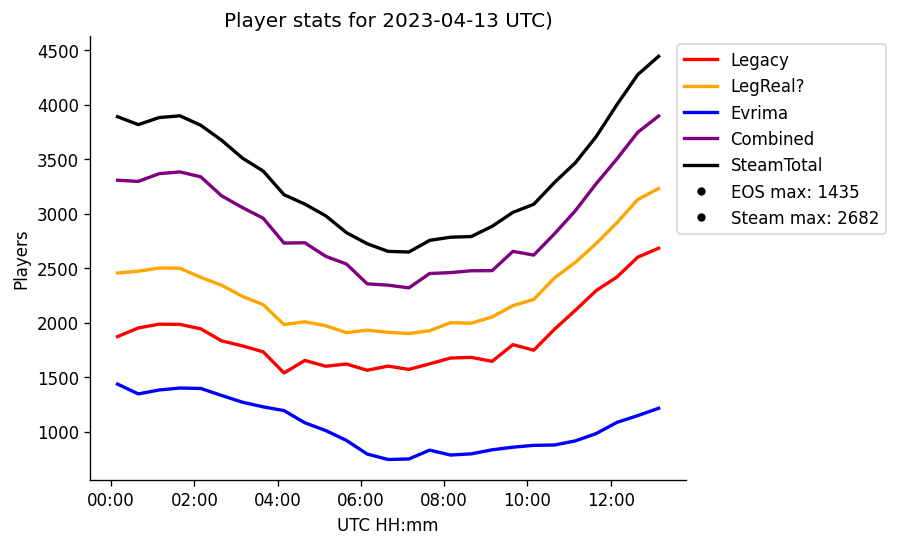 Player stats for 2023-04-13 UTC)
4500
4000
3500
3000
2500
2000
1500
1000
Players
00:00 02:00 04:00 06:00 08:00 10:00 12:00
UTC HH:mm
Legacy
LegReal?
Evrima
Combined
SteamTotal
EOS max: 1435
Steam max: 2682